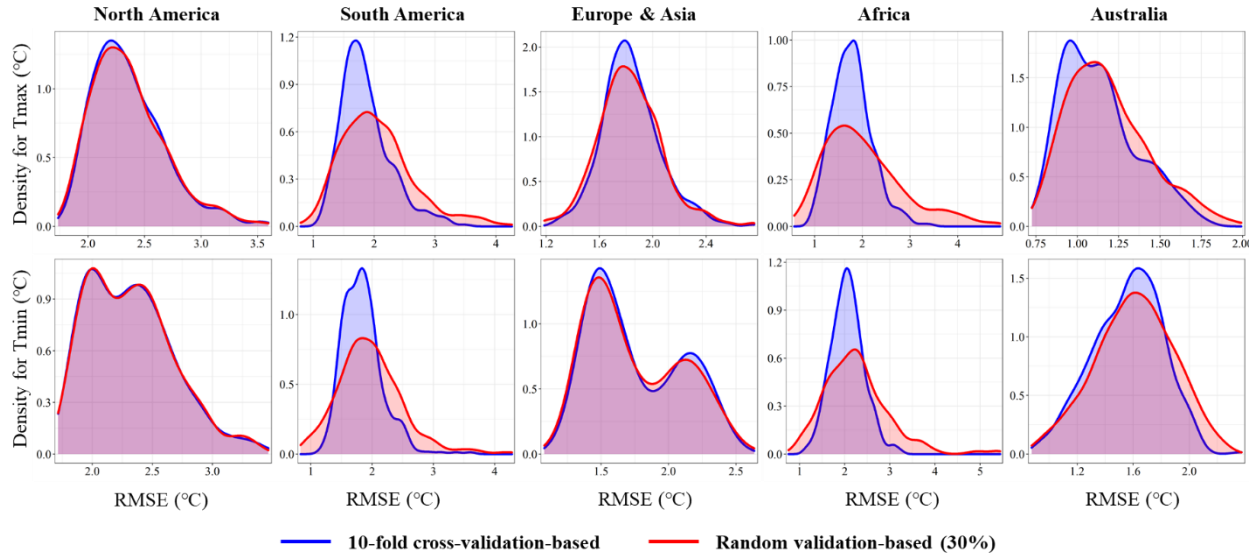 North America South America Europe & Asia Africa Australia
Density for Tmax (℃)
1.0
0.5
0.0
2.0 2.5 3.0 3.5
1.2
0.9
0.6
0.3
0.0
1 2 3 4
2.0
1.5
1.0
0.5
0.0
1.2 1.6 2.0 2.4
1.00
0.75
0.50
0.25
0.00
1 2 3 4
1.5
1.0
0.5
0.0
0.75 1.00 1.25 1.50 1.75 2.00
Density for Tmin (℃)
0.9
0.6
0.3
0.0
2.0 2.5 3.0
1.0
0.5
0.0
1 2 3 4
1.0
0.5
0.0
1.5 2.0 2.5
1.2
0.9
0.6
0.3
0.0
1 2 3 4 5
1.5
1.0
0.5
0.0
1.2 1.6 2.0
RMSE (℃) RMSE (℃) RMSE (℃) RMSE (℃) RMSE (℃)
10-fold cross-validation-based Random validation-based (30%)